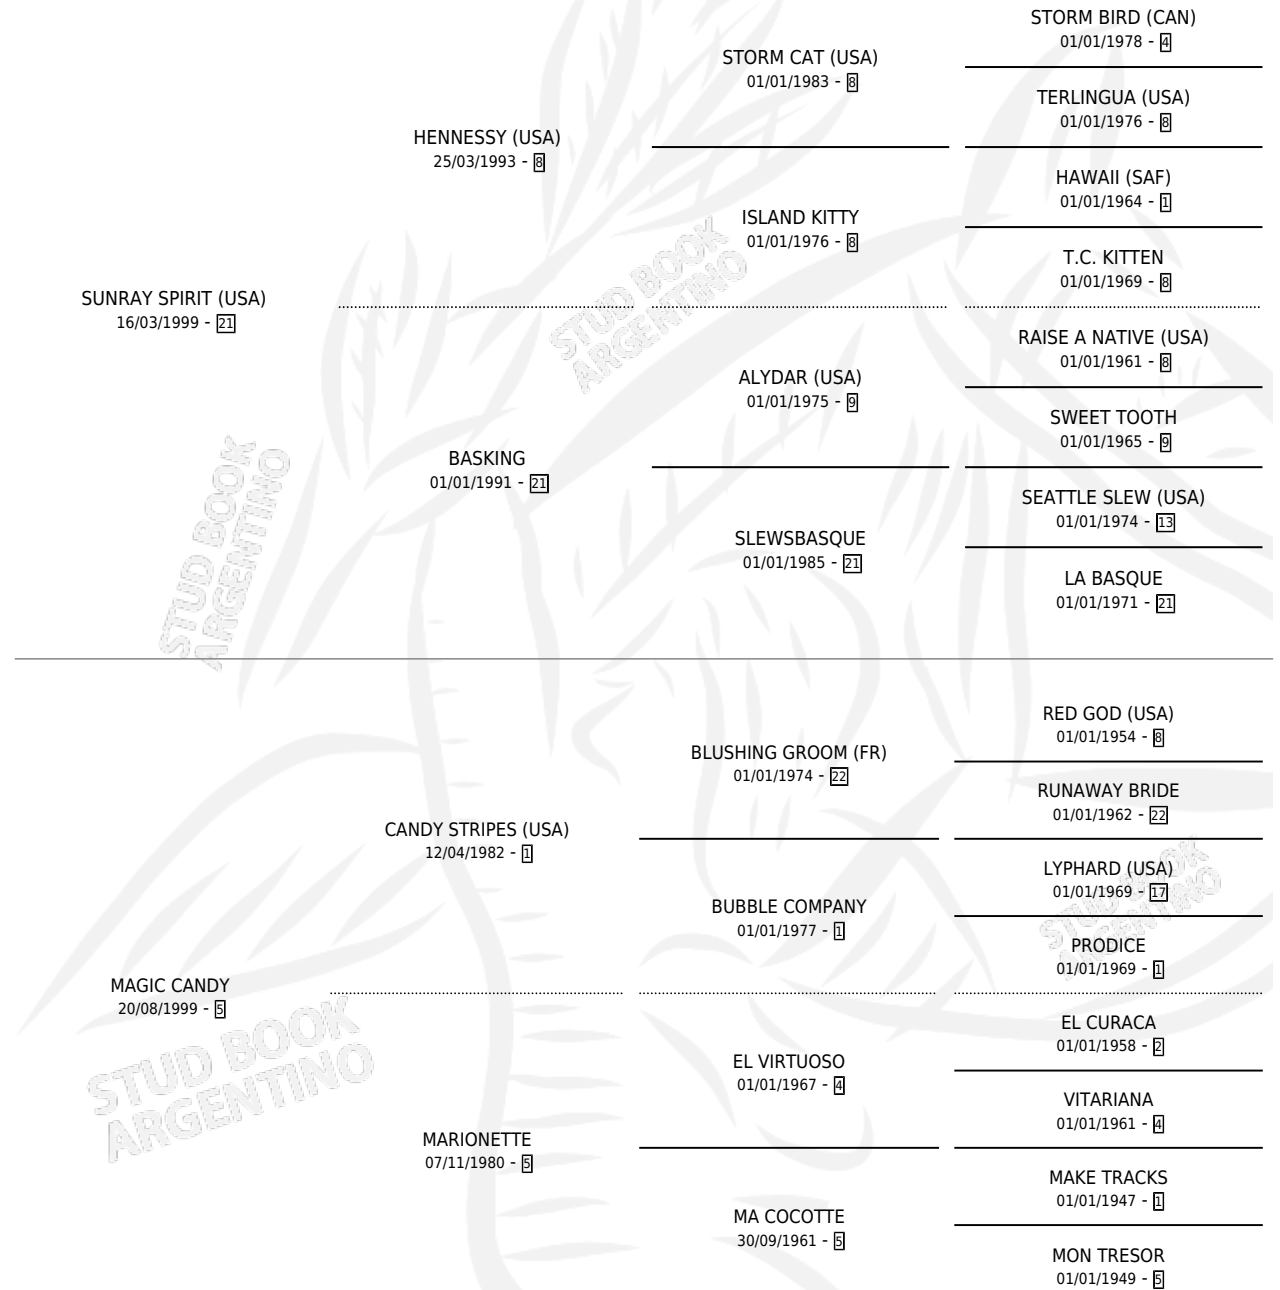 STORM BIRD (CAN)
01/01/1978 - 4
STORM CAT (USA)
01/01/1983 - 8
TERLINGUA (USA)
01/01/1976 - 8
HENNESSY (USA)
25/03/1993 - 8
HAWAII (SAF)
01/01/1964 - 1
ISLAND KITTY
01/01/1976 - 8
T.C. KITTEN
01/01/1969 - 8
SUNRAY SPIRIT (USA)
16/03/1999 - 21
RAISE A NATIVE (USA)
01/01/1961 - 8
ALYDAR (USA)
01/01/1975 - 9
SWEET TOOTH
01/01/1965 - 9
BASKING
01/01/1991 - 21
SEATTLE SLEW (USA)
01/01/1974 - 13
SLEWSBASQUE
01/01/1985 - 21
LA BASQUE
01/01/1971 - 21
RED GOD (USA)
01/01/1954 - 8
BLUSHING GROOM (FR)
01/01/1974 - 22
RUNAWAY BRIDE
01/01/1962 - 22
CANDY STRIPES (USA)
12/04/1982 - 1
LYPHARD (USA)
01/01/1969 - 17
BUBBLE COMPANY
01/01/1977 - 1
PRODICE
01/01/1969 - 1
MAGIC CANDY
20/08/1999 - 5
EL CURACA
01/01/1958 - 2
EL VIRTUOSO
01/01/1967 - 4
VITARIANA
01/01/1961 - 4
MARIONETTE
07/11/1980 - 5
MAKE TRACKS
01/01/1947 - 1
MA COCOTTE
30/09/1961 - 5
MON TRESOR
01/01/1949 - 5
STUD BOOK
ARGENTINO
STUD BOOK
ARGENTINO
STUD BOOK
ARGENTINO
STUD BOOK
ARGENTINO